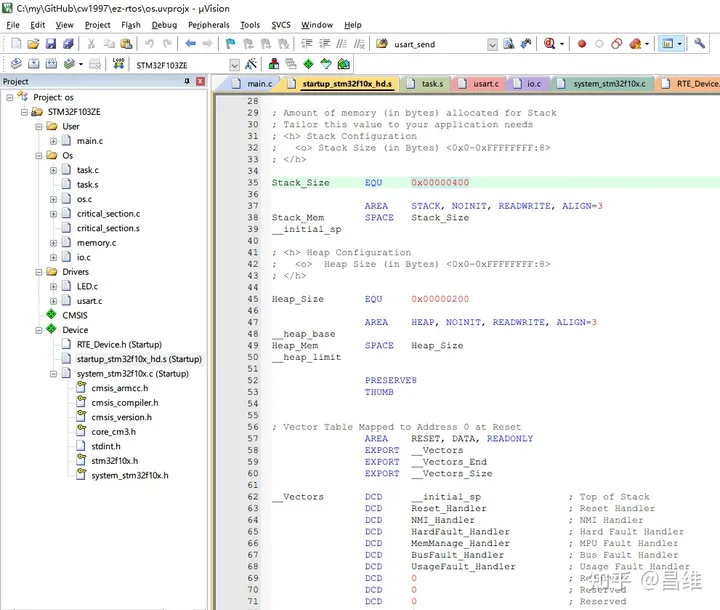 C:\my\GitHub\cw1997\ez-rtos\os.uvprojx - µVision
File Edit View Project Flash Debug Peripherals Tools SVCS Window Help
usart_send
LOAD STM32F103ZE
Project
Project: os
STM32F103ZE
User
main.c
Os
task.c
task.s
os.c
critical_section.c
critical_section.s
memory.c
io.c
Drivers
LED.c
usart.c
CMSIS
Device
RTE_Device.h (Startup)
startup_stm32f10x_hd.s (Startup)
system_stm32f10x.c (Startup)
cmsis_armcc.h
cmsis_compiler.h
cmsis_version.h
core_cm3.h
stdint.h
stm32f10x.h
system_stm32f10x.h
main.c startup_stm32f10x_hd.s task.s usart.c io.c system_stm32f10x.c RTE_Device.
28
29 ; Amount of memory (in bytes) allocated for Stack
30 ; Tailor this value to your application needs
31 ; <h> Stack Configuration
32 ;   <o> Stack Size (in Bytes) <0x0-0xFFFFFFFF:8>
33 ; </h>
34
35 Stack_Size EQU 0x00000400
36
37 AREA STACK, NOINIT, READWRITE, ALIGN=3
38 Stack_Mem SPACE Stack_Size
39 __initial_sp
40
41 ; <h> Heap Configuration
42 ;   <o>  Heap Size (in Bytes) <0x0-0xFFFFFFFF:8>
43 ; </h>
44
45 Heap_Size EQU 0x00000200
46
47 AREA HEAP, NOINIT, READWRITE, ALIGN=3
48 __heap_base
49 Heap_Mem SPACE Heap_Size
50 __heap_limit
51
52 PRESERVE8
53 THUMB
54
55
56 ; Vector Table Mapped to Address 0 at Reset
57 AREA RESET, DATA, READONLY
58 EXPORT __Vectors
59 EXPORT __Vectors_End
60 EXPORT __Vectors_Size
61
62 __Vectors DCD __initial_sp ; Top of Stack
63 DCD Reset_Handler ; Reset Handler
64 DCD NMI_Handler ; NMI Handler
65 DCD HardFault_Handler ; Hard Fault Handler
66 DCD MemManage_Handler ; MPU Fault Handler
67 DCD BusFault_Handler ; Bus Fault Handler
68 DCD UsageFault_Handler ; Usage Fault Handler
69 DCD 0 ; Reserved
70 DCD 0 ; Reserved
71 DCD 0 ; Reserved
知乎 @昌维